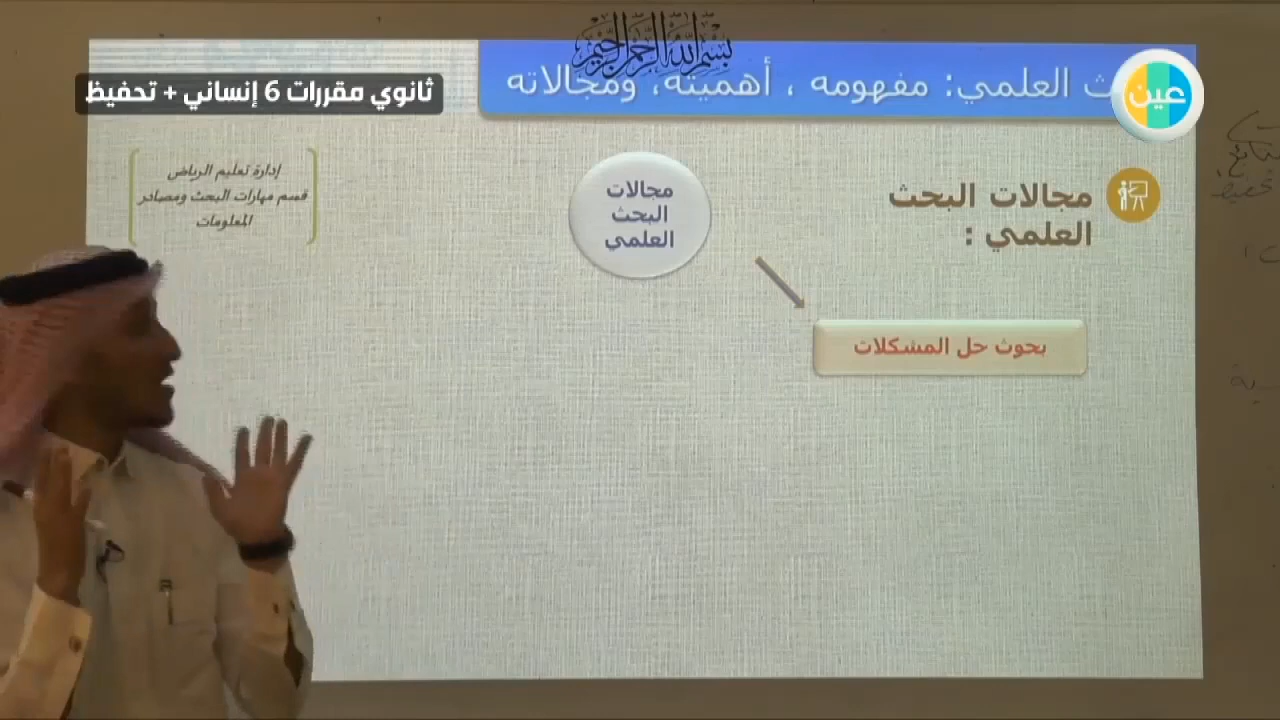 بسم الله الرحمن الرحيم
العلمي: مفهومه ، أهميته، ومجالاته
عين
ثانوي مقررات 6 إنساني + تحفيظ
إدارة تعليم الرياض
قسم مهارات البحث ومصادر
المعلومات
مجالات البحث
العلمي :
مجالات
البحث
العلمي
بحوث حل المشكلات